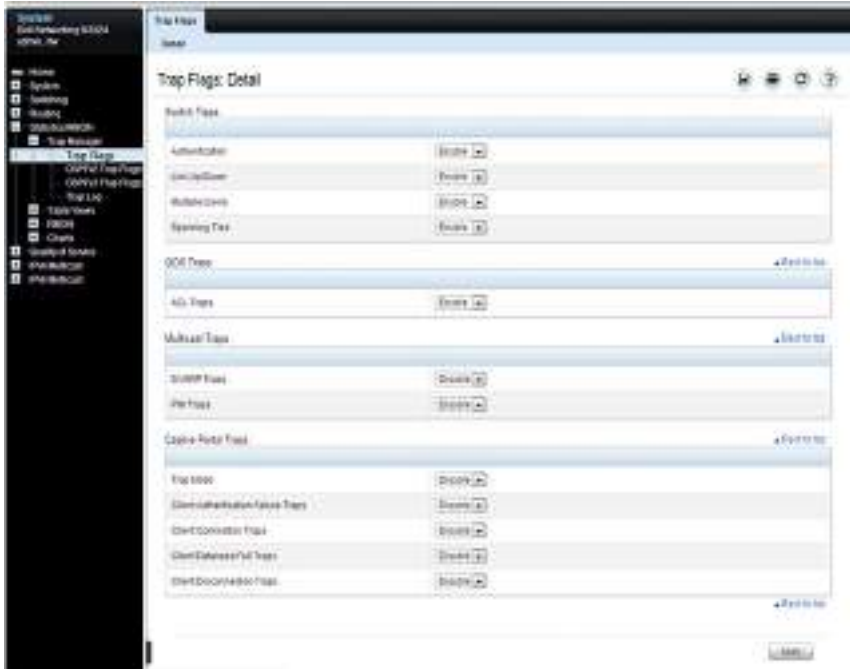 System
Dell Networking N3024
admin, r/w
Home
System
Switching
Routing
Statistics/RMON
Trap Manager
Trap Flags
OSPFv2 Trap Flags
OSPFv3 Trap Flags
Trap Log
Table Views
RMON
Charts
Quality of Service
IPv4 Multicast
IPv6 Multicast
Trap Flags
Detail
Trap Flags: Detail
Switch Traps
Authentication Enable
Link Up/Down Enable
Multiple Users Enable
Spanning Tree Enable
Back to top
ACL Traps Enable
Multicast Traps
Back to top
DVMRP Traps Disable
PIM Traps Disable
Captive Portal Traps
Back to top
Trap Mode Disable
Client Authentication Failure Traps Disable
Client Connection Traps Disable
Client Database Full Traps Disable
Client Disconnection Traps Disable
Back to top
Apply